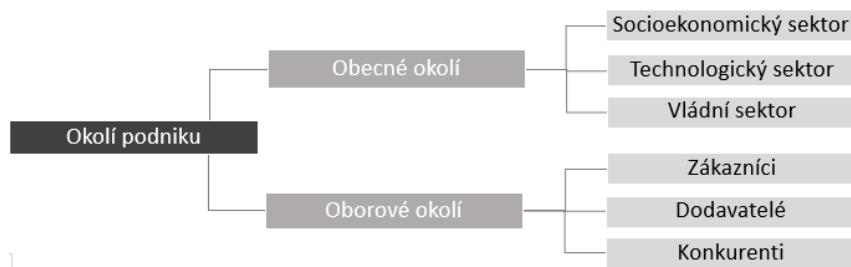 Okolí podniku
Obecné okolí
Socioekonomický sektor
Technologický sektor
Vládní sektor
Oborové okolí
Zákazníci
Dodavatelé
Konkurenti